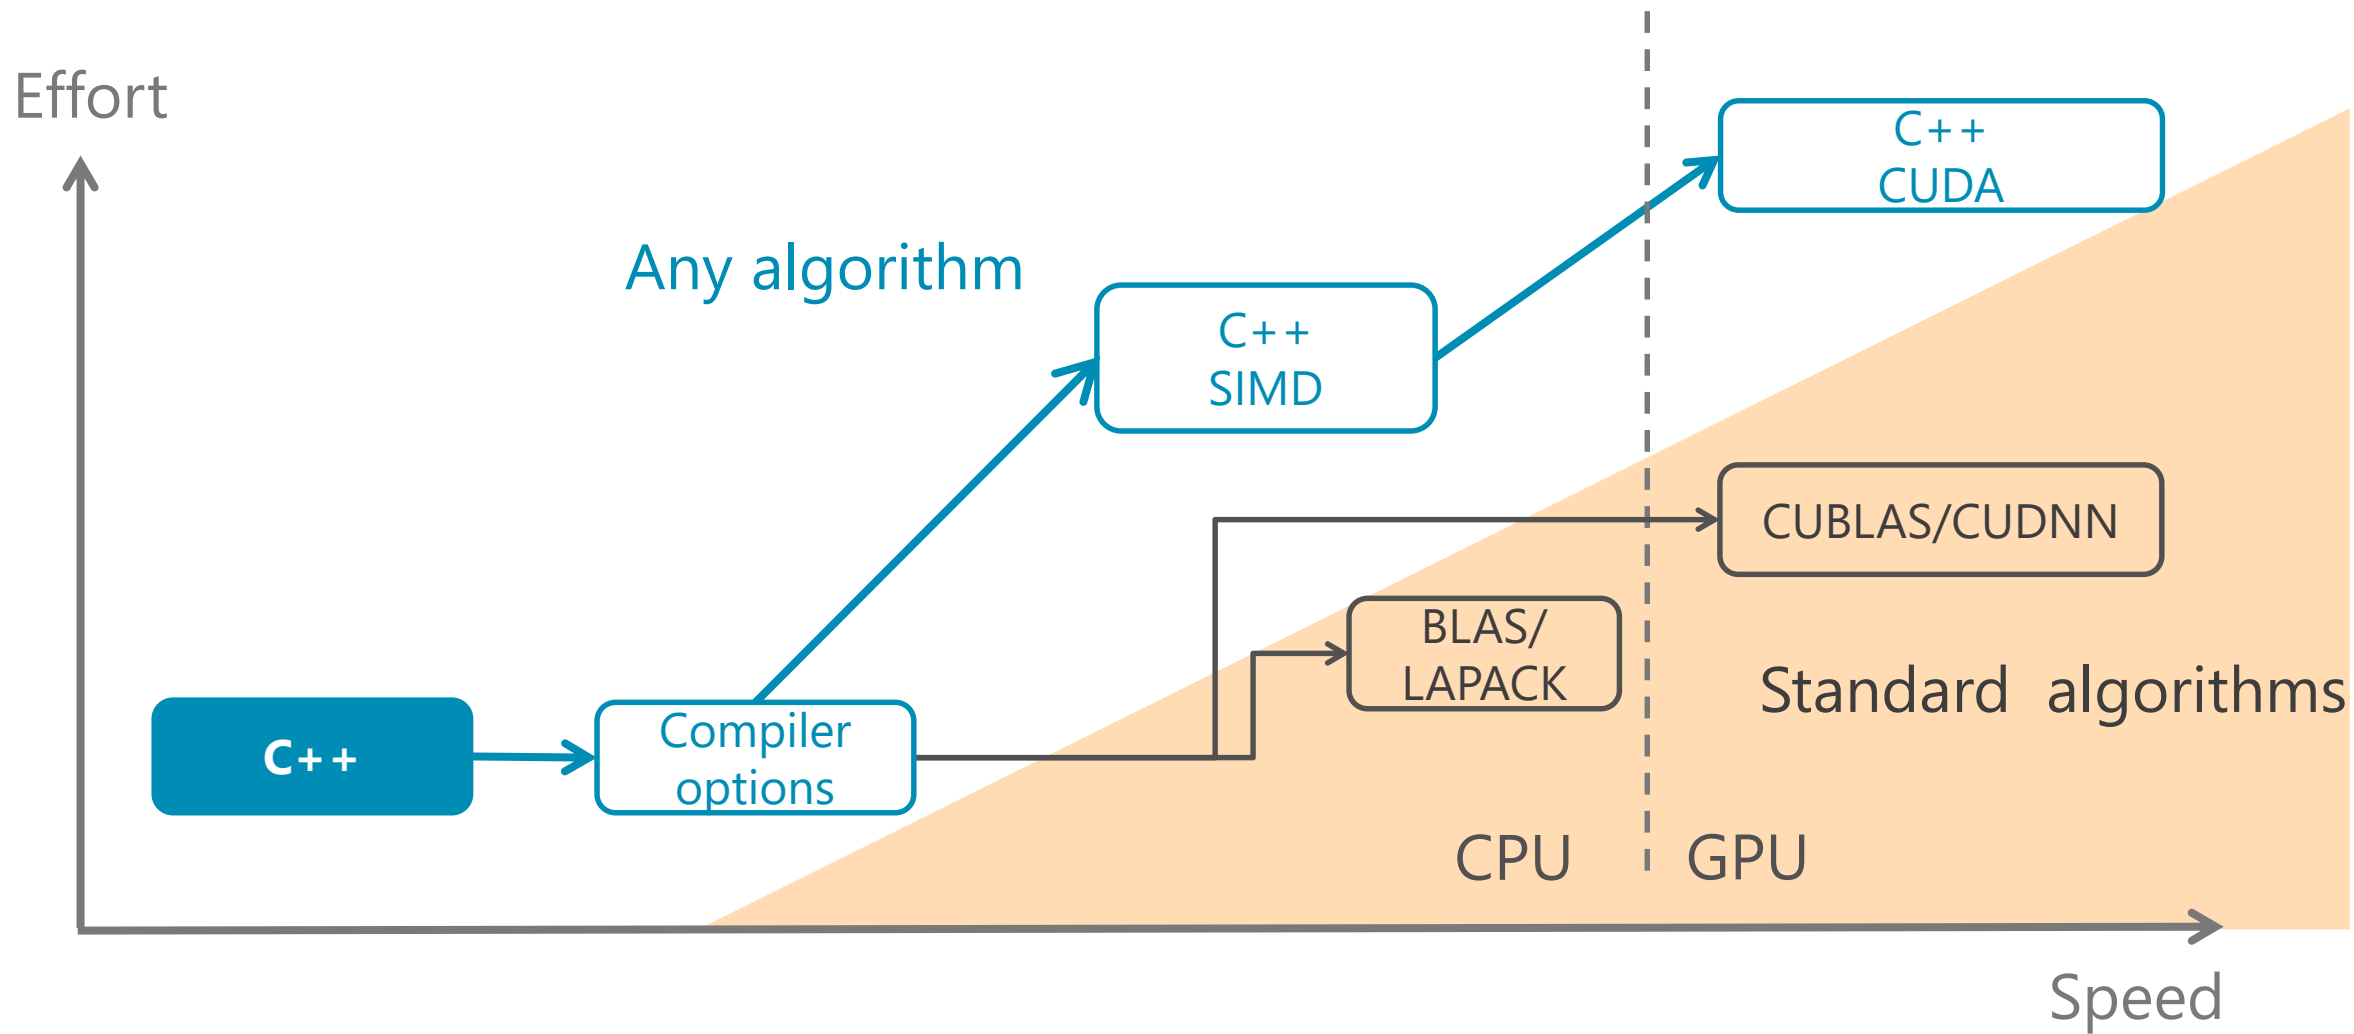 Effort
C++
CUDA
Any algorithm
C++
SIMD
CUBLAS/CUDNN
BLAS/
LAPACK
Standard algorithms
C++
Compiler
options
CPU
GPU
Speed